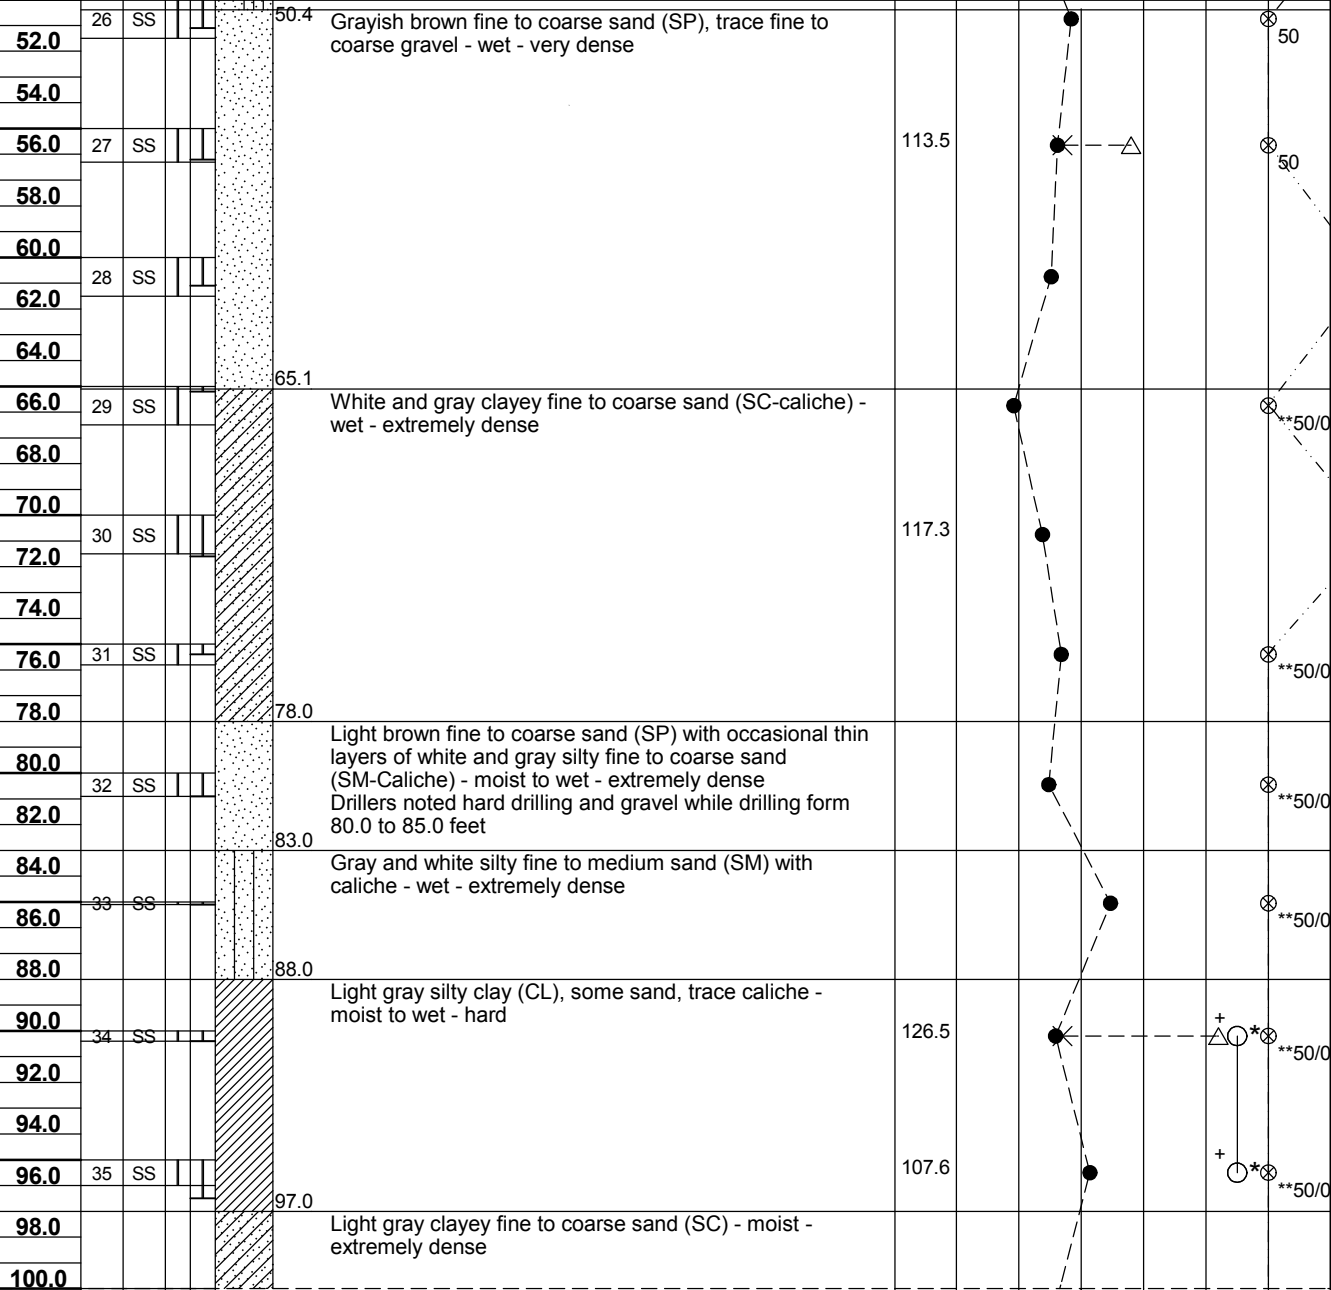 50.4
26 SS
Grayish brown fine to coarse sand (SP), trace fine to
coarse gravel - wet - very dense
50
52.0
54.0
56.0 27 SS 113.5
50
58.0
60.0
28 SS
62.0
64.0
65.1
66.0 29 SS
White and gray clayey fine to coarse sand (SC-caliche) -
wet - extremely dense
**50/0
68.0
70.0
30 SS 117.3
72.0
74.0
76.0 31 SS
**50/0
78.0 78.0
Light brown fine to coarse sand (SP) with occasional thin
layers of white and gray silty fine to coarse sand
(SM-Caliche) - moist to wet - extremely dense
Drillers noted hard drilling and gravel while drilling form
80.0 to 85.0 feet
80.0
32 SS
**50/0
82.0
83.0
84.0
Gray and white silty fine to medium sand (SM) with
caliche - wet - extremely dense
33 SS
86.0
**50/0
88.0 88.0
Light gray silty clay (CL), some sand, trace caliche -
moist to wet - hard
90.0
34 SS 126.5
+ *
**50/0
92.0
94.0
96.0 35 SS 107.6
+ *
**50/0
97.0
98.0
Light gray clayey fine to coarse sand (SC) - moist -
extremely dense
100.0